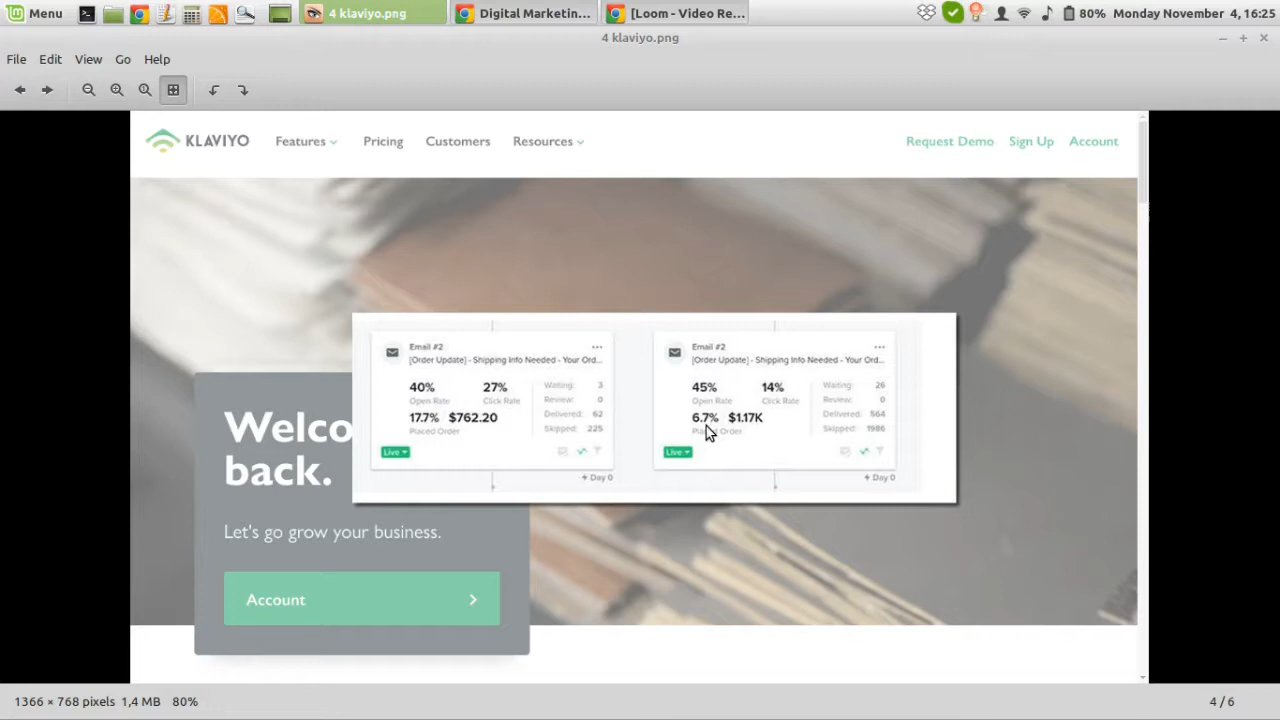 Menu
4 klaviyo.png
Digital Marketin...
[Loom - Video Re...
80% Monday November 4, 16:25
4 klaviyo.png
File Edit View Go Help
KLAVIYO Features Pricing Customers Resources Request Demo Sign Up Account
Email #2
[Order Update] - Shipping Info Needed - Your Ord...
40% 27%
Open Rate Click Rate
17.7% $762.20
Placed Order
Waiting: 3
Review: 0
Delivered: 62
Skipped: 225
Live
+ Day 0
Email #2
[Order Update] - Shipping Info Needed - Your Ord...
45% 14%
Open Rate Click Rate
6.7% $1.17K
Placed Order
Waiting: 26
Review: 0
Delivered: 564
Skipped: 1986
Live
+ Day 0
Welco
back.
Let's go grow your business.
Account
1366 × 768 pixels 1,4 MB 80%
4 / 6